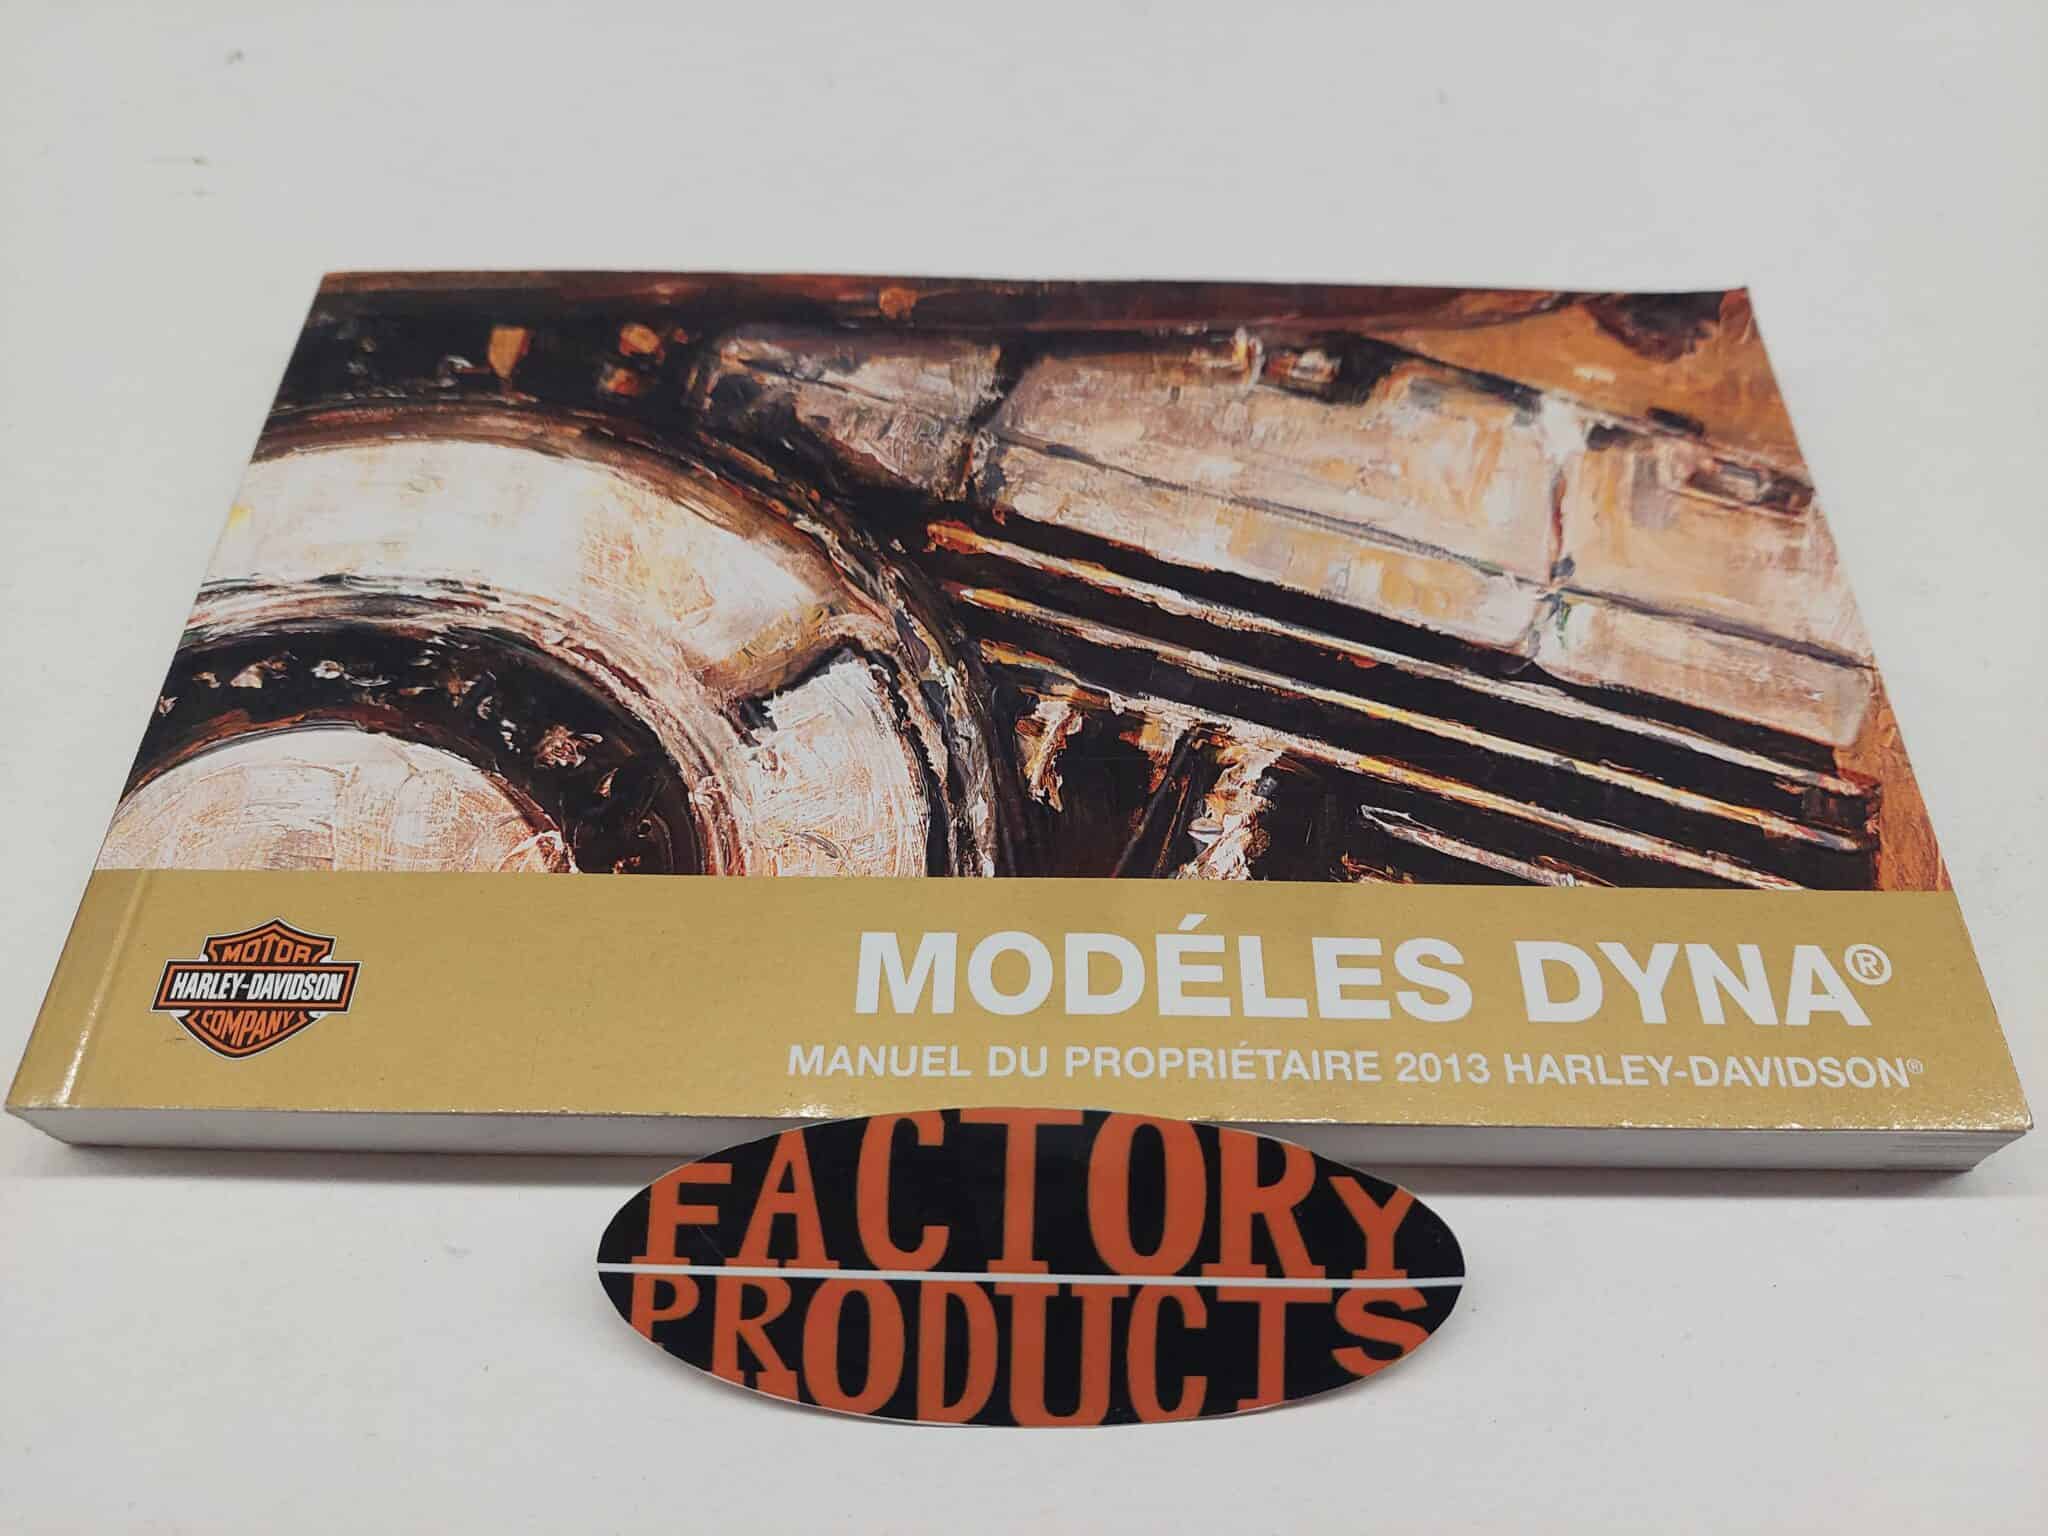 MOTOR
HARLEY-DAVIDSON
COMPANY
MODÉLES DYNA®
MANUEL DU PROPRIÉTAIRE 2013 HARLEY-DAVIDSON®
FACTORY
PRODUCTS